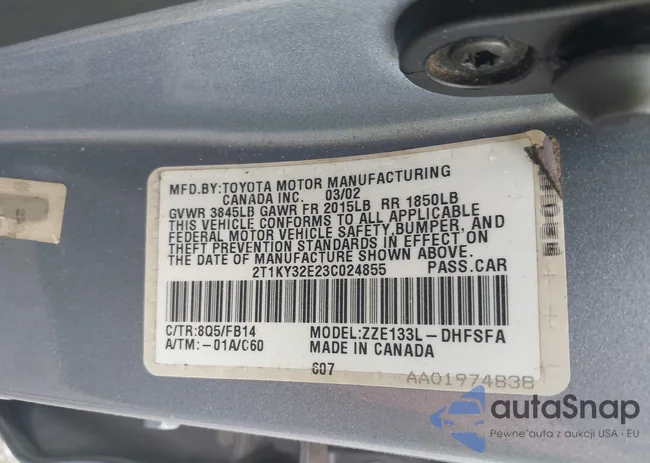 MFD.BY:TOYOTA MOTOR MANUFACTURING
CANADA INC. 03/02
GVWR 3845LB GAWR FR 2015LB RR 1850LB
THIS VEHICLE CONFORMS TO ALL APPLICABLE
FEDERAL MOTOR VEHICLE SAFETY,BUMPER, AND
THEFT PREVENTION STANDARDS IN EFFECT ON
THE DATE OF MANUFACTURE SHOWN ABOVE.
2T1KY32E23C024855 PASS.CAR
C/TR:8Q5/FB14 MODEL:ZZE133L-DHFSFA
A/TM:-01A/C60 MADE IN CANADA
607
AA01974838
autaSnap
Pewne auta z aukcji USA i EU